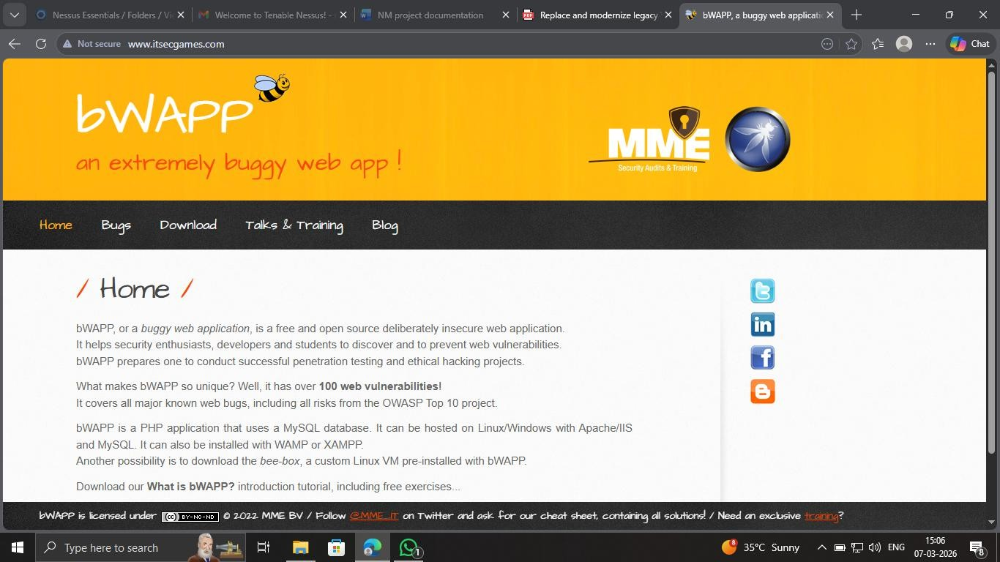 Nessus Essentials / Folders / Vi
Welcome to Tenable Nessus! -
NM project documentation
Replace and modernize legacy
bWAPP, a buggy web applicatio
Not secure
www.itsecgames.com
Chat
bWAPP
an extremely buggy web app !
MME
Security Audits & Training
Home
Bugs
Download
Talks & Training
Blog
/ Home /
bWAPP, or a buggy web application, is a free and open source deliberately insecure web application.
It helps security enthusiasts, developers and students to discover and to prevent web vulnerabilities.
bWAPP prepares one to conduct successful penetration testing and ethical hacking projects.
What makes bWAPP so unique? Well, it has over 100 web vulnerabilities!
It covers all major known web bugs, including all risks from the OWASP Top 10 project.
bWAPP is a PHP application that uses a MySQL database. It can be hosted on Linux/Windows with Apache/IIS
and MySQL. It can also be installed with WAMP or XAMPP.
Another possibility is to download the bee-box, a custom Linux VM pre-installed with bWAPP.
Download our What is bWAPP? introduction tutorial, including free exercises...
bWAPP is licensed under (cc) BY-NC-ND © 2022 MME BV / Follow @MME_IT on Twitter and ask for our cheat sheet, containing all solutions! / Need an exclusive training?
Type here to search
1
8
35°C Sunny
ENG
15:06
07-03-2026
8